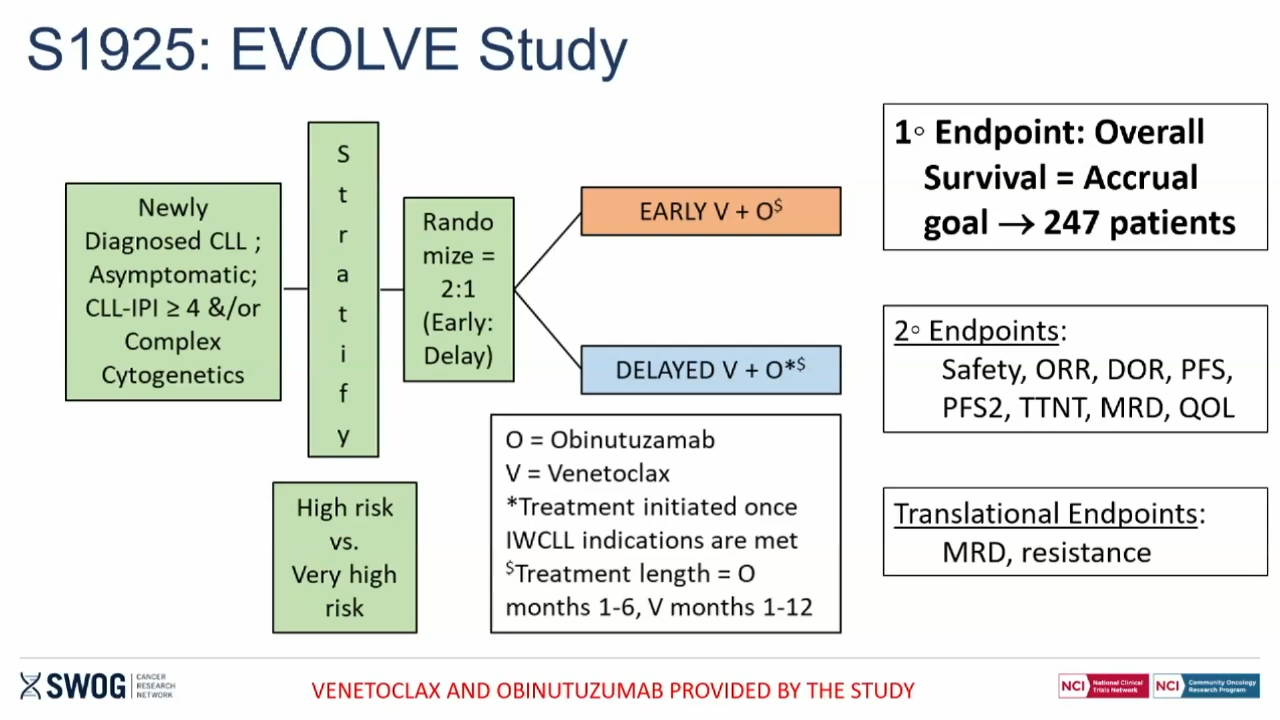 S1925: EVOLVE Study
Newly
Diagnosed CLL ;
Asymptomatic;
CLL-IPI ≥ 4 &/or
Complex
Cytogenetics
S
t
r
a
t
i
f
y
High risk
vs.
Very high
risk
Rando
mize =
2:1
(Early:
Delay)
EARLY V + O$
DELAYED V + O*$
O = Obinutuzamab
V = Venetoclax
*Treatment initiated once
IWCLL indications are met
$Treatment length = O
months 1-6, V months 1-12
1◦ Endpoint: Overall
Survival = Accrual
goal → 247 patients
2◦ Endpoints:
Safety, ORR, DOR, PFS,
PFS2, TTNT, MRD, QOL
Translational Endpoints:
MRD, resistance
SWOG
CANCER
RESEARCH
NETWORK
VENETOCLAX AND OBINUTUZUMAB PROVIDED BY THE STUDY
NCI
National Clinical
Trials Network
NCI
Community Oncology
Research Program